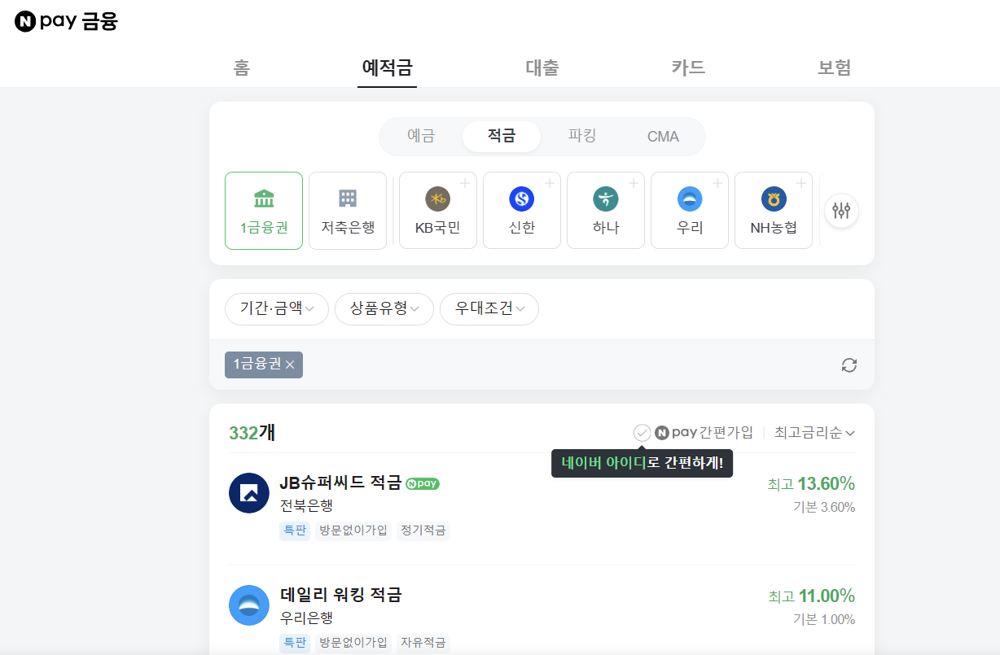 N pay 금융
홈 예적금 대출 카드 보험
예금 적금 파킹 CMA
1금융권 저축은행 KB국민 신한 하나 우리 NH농협
기간·금액 상품유형 우대조건
1금융권
332개 N pay 간편가입 최고금리순
네이버 아이디로 간편하게!
JB슈퍼씨드 적금 N pay 최고 13.60%
전북은행 기본 3.60%
특판 방문없이가입 정기적금
데일리 워킹 적금 최고 11.00%
우리은행 기본 1.00%
특판 방문없이가입 자유적금